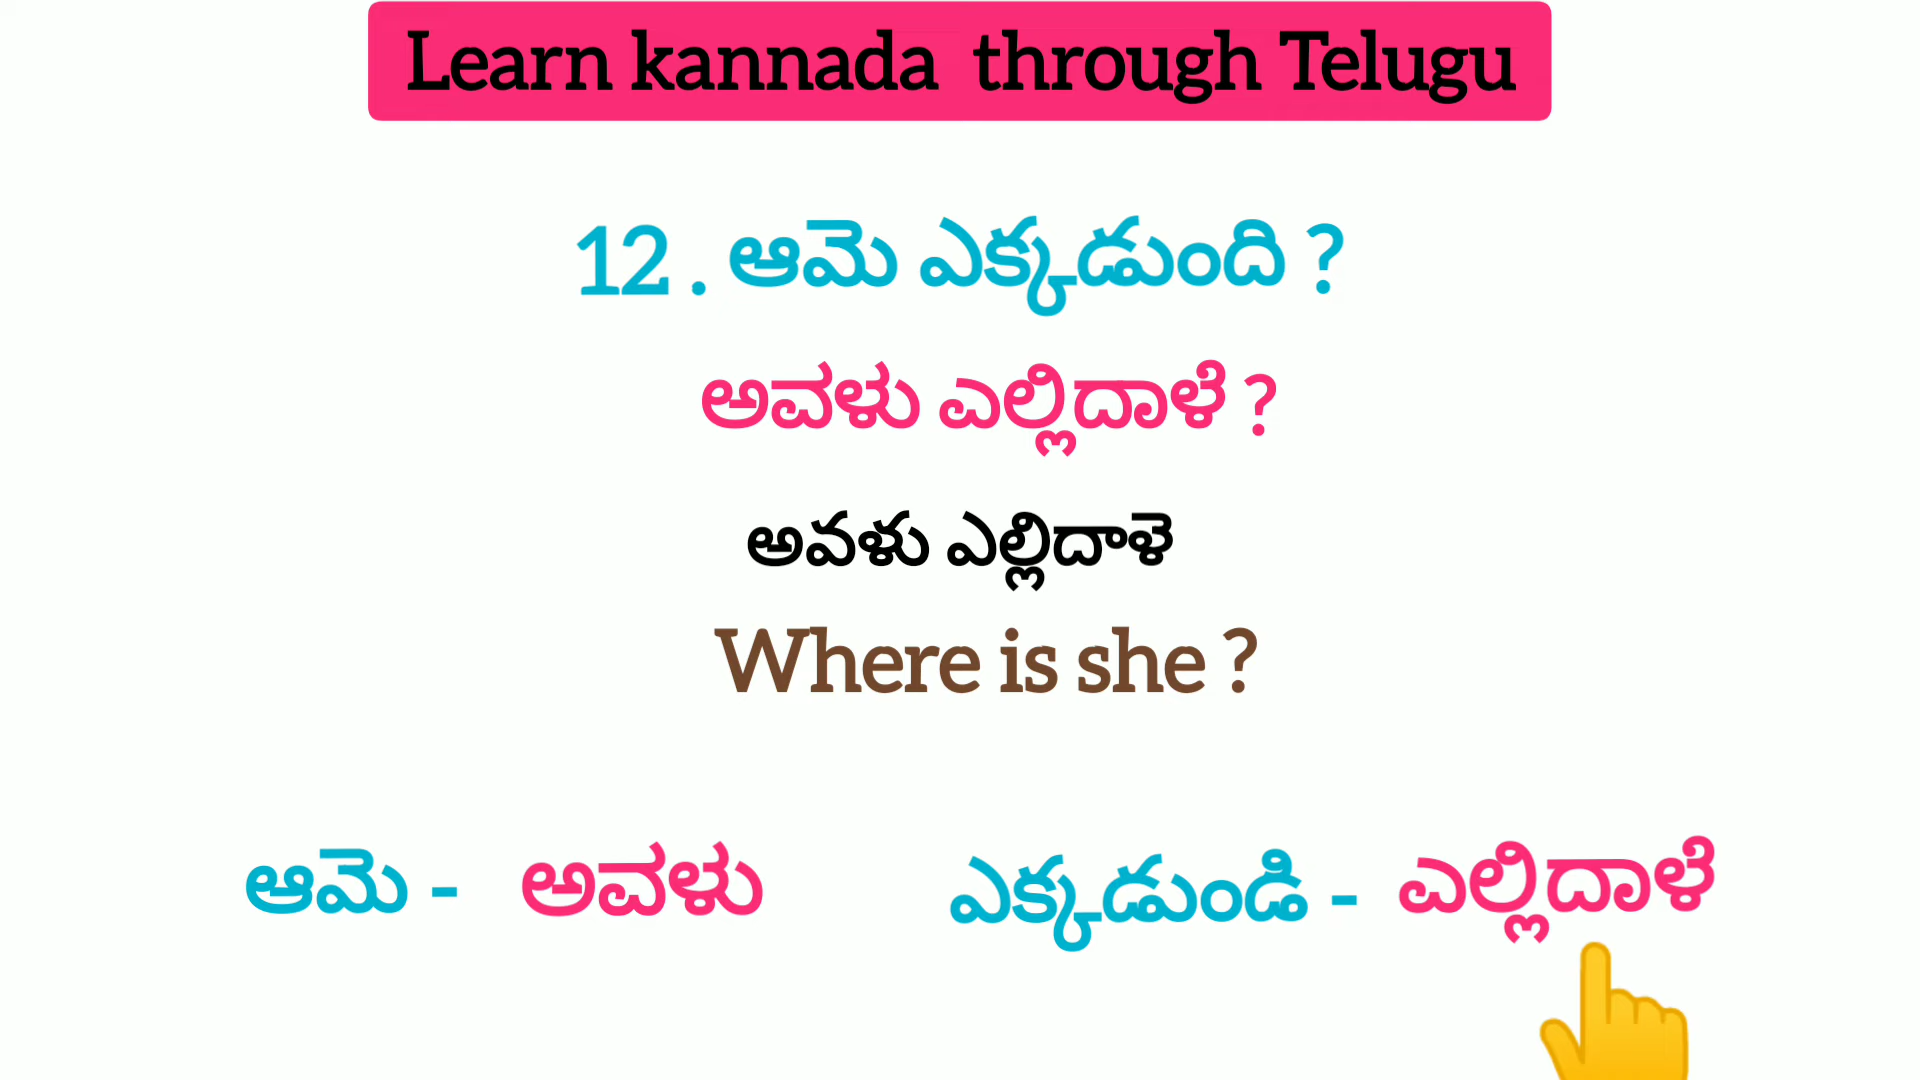 Learn kannada through Telugu
12 . ఆమె ఎక్కడుంది ?
ಅವಳು ಎಲ್ಲಿದಾಳೆ ?
అవళు ఎల్లిదాళె
Where is she ?
ఆమె - ಅವಳು ఎక్కడుండి - ಎಲ್ಲಿದಾಳೆ